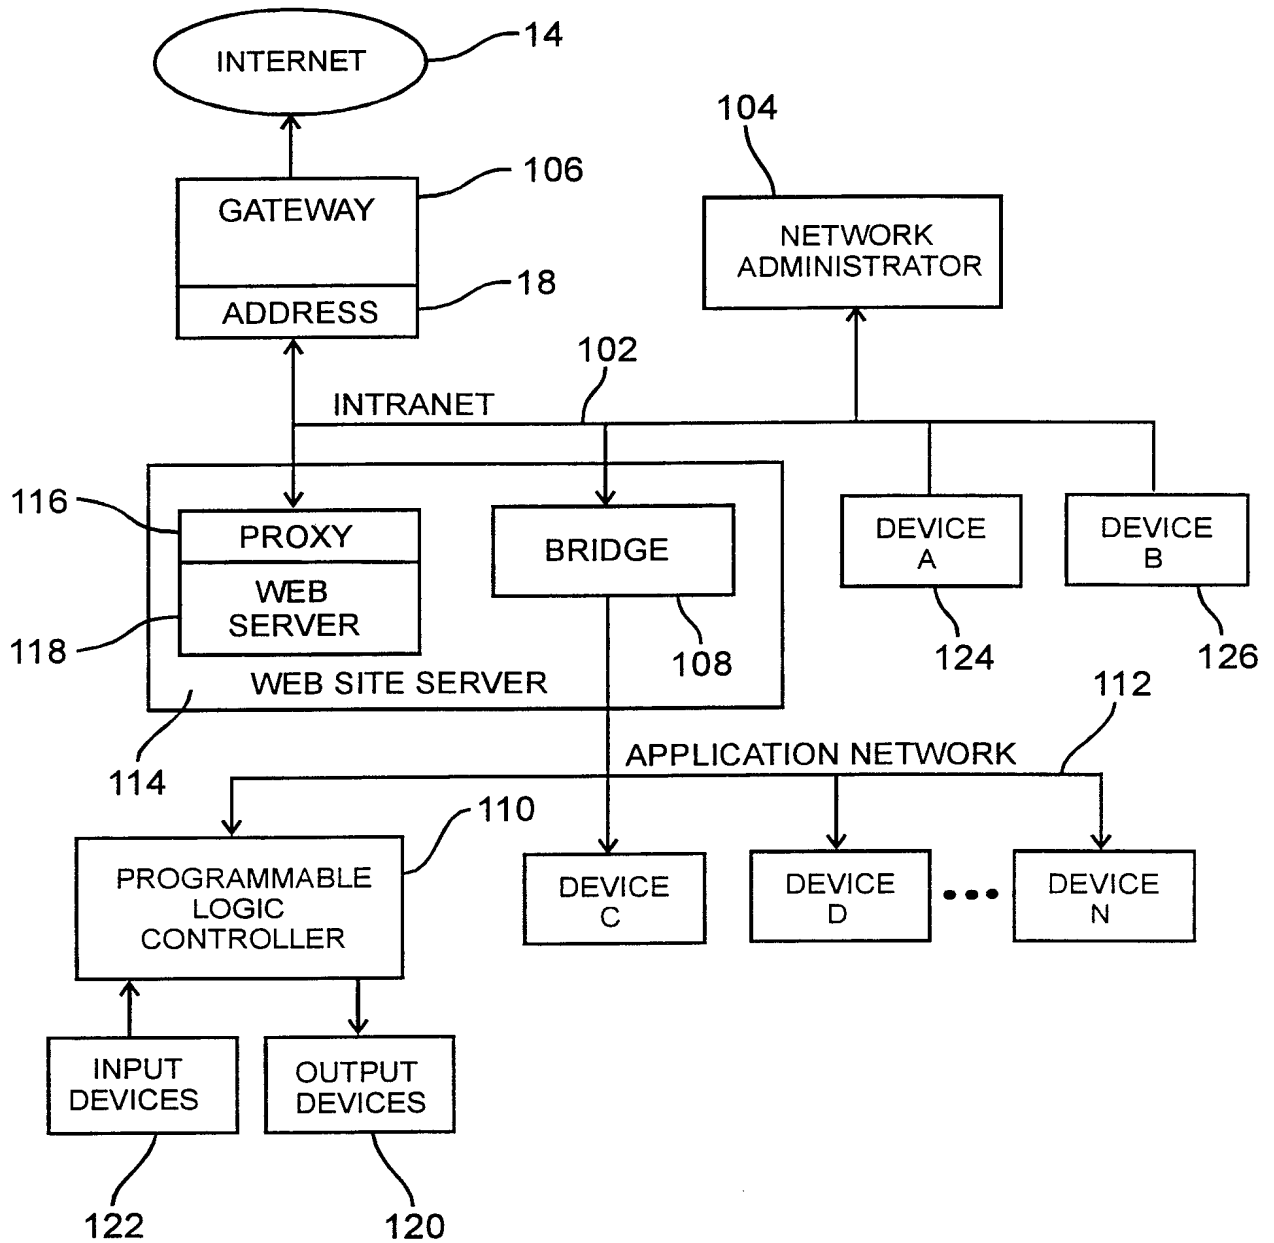 INTERNET
14
104
106
GATEWAY
NETWORK
ADMINISTRATOR
18
ADDRESS
102
INTRANET
116
PROXY
BRIDGE
DEVICE
A
DEVICE
B
WEB
SERVER
118
108
124
126
WEB SITE SERVER
112
APPLICATION NETWORK
114
110
PROGRAMMABLE
LOGIC
CONTROLLER
DEVICE
C
DEVICE
D
DEVICE
N
INPUT
DEVICES
OUTPUT
DEVICES
122
120